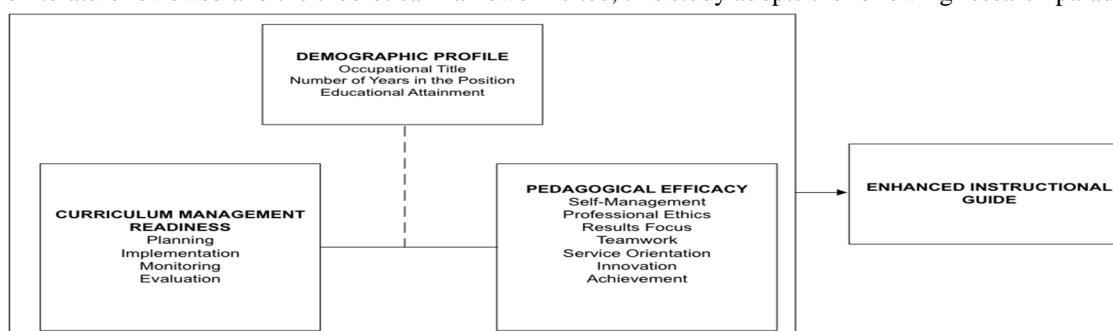 DEMOGRAPHIC PROFILE
Occupational Title
Number of Years in the Position
Educational Attainment
CURRICULUM MANAGEMENT
READINESS
Planning
Implementation
Monitoring
Evaluation
PEDAGOGICAL EFFICACY
Self-Management
Professional Ethics
Results Focus
Teamwork
Service Orientation
Innovation
Achievement
ENHANCED INSTRUCTIONAL
GUIDE